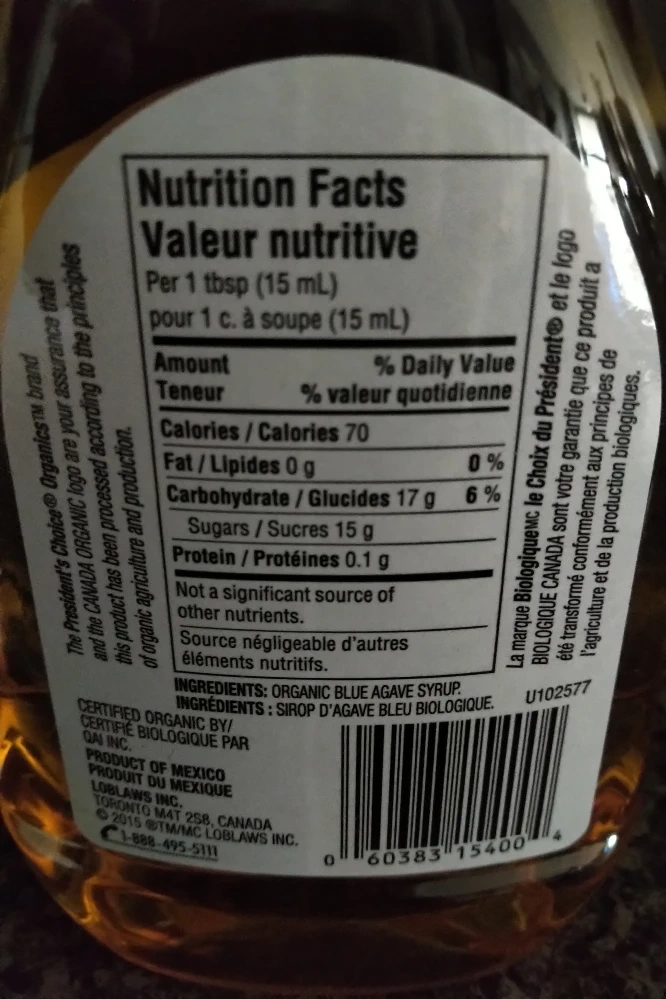 Nutrition Facts
Valeur nutritive
Per 1 tbsp (15 mL)
pour 1 c. à soupe (15 mL)
Amount % Daily Value
Teneur % valeur quotidienne
Calories / Calories 70
Fat / Lipides 0 g 0 %
Carbohydrate / Glucides 17 g 6 %
Sugars / Sucres 15 g
Protein / Protéines 0.1 g
Not a significant source of
other nutrients.
Source négligeable d'autres
éléments nutritifs.
INGREDIENTS: ORGANIC BLUE AGAVE SYRUP.
INGRÉDIENTS : SIROP D'AGAVE BLEU BIOLOGIQUE.
The President's Choice® Organics™ brand
and the CANADA ORGANIC logo are your assurance that
this product has been processed according to the principles
of organic agriculture and production.
La marque BiologiqueMC le Choix du Président® et le logo
BIOLOGIQUE CANADA sont votre garantie que ce produit a
été transformé conformément aux principes de
l'agriculture et de la production biologiques.
CERTIFIED ORGANIC BY/
CERTIFIÉ BIOLOGIQUE PAR
QAI INC.
PRODUCT OF MEXICO
PRODUIT DU MEXIQUE
LOBLAWS INC.
TORONTO M4T 2S8, CANADA
© 2015 ®TM/MC LOBLAWS INC.
1-888-495-5111
U102577
0 60383 15400 4